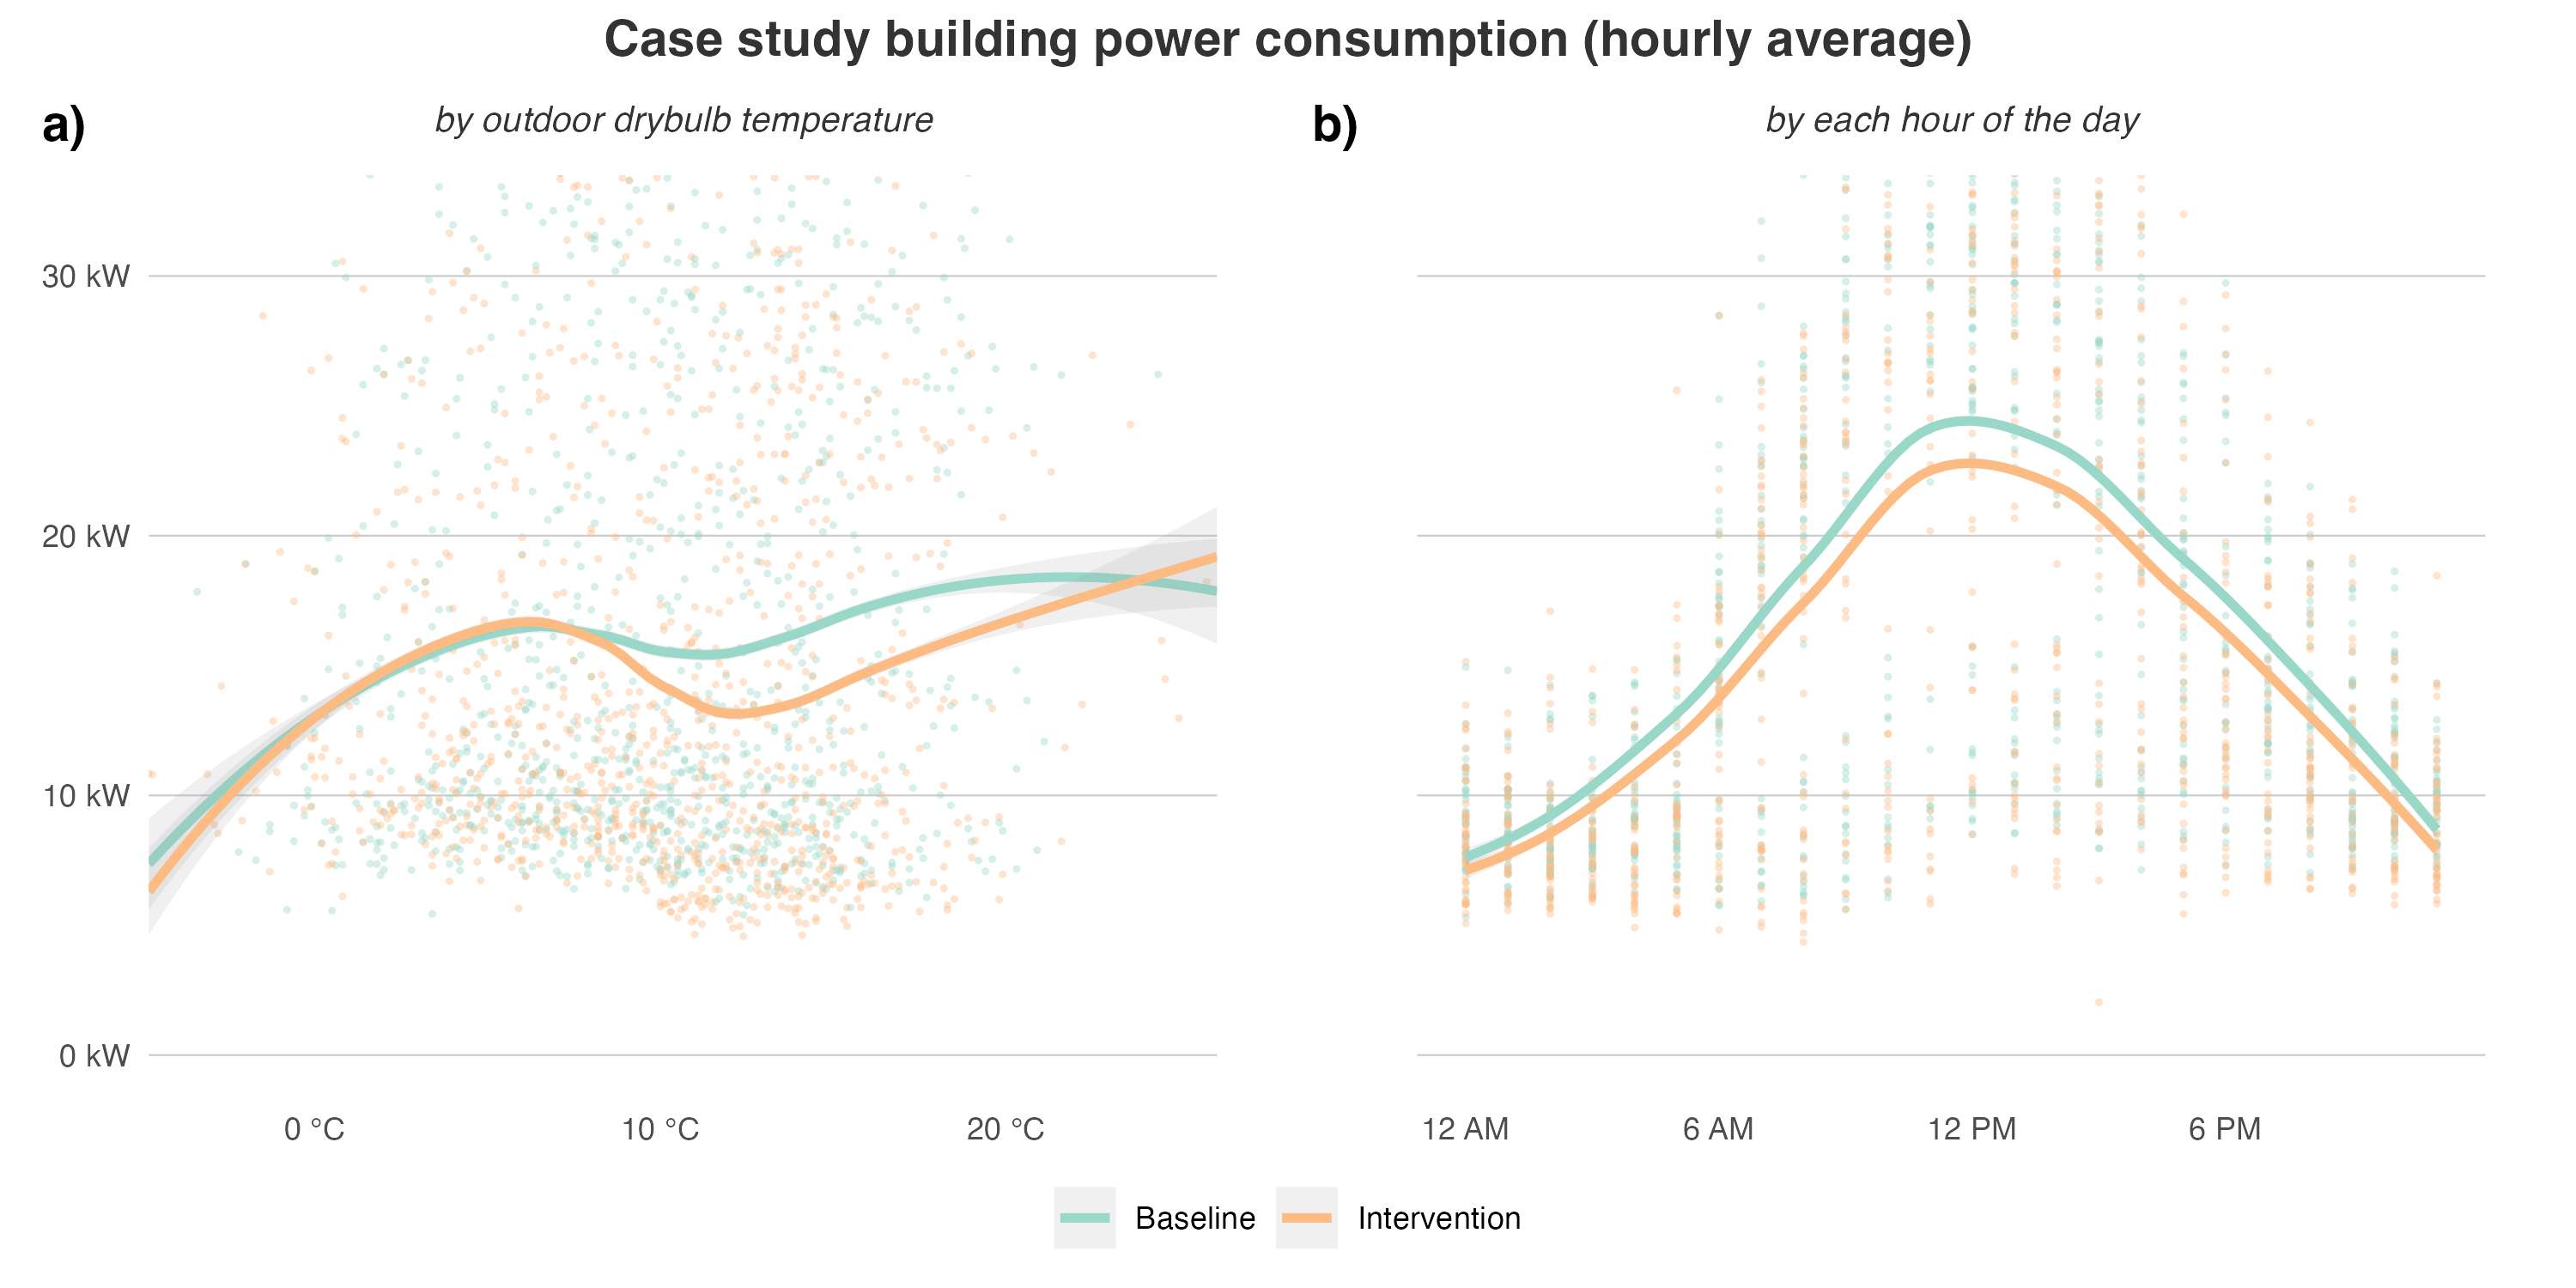 Case study building power consumption (hourly average)
a)
by outdoor drybulb temperature
b)
by each hour of the day
30 kW
20 kW
10 kW
0 kW
0 °C 10 °C 20 °C
12 AM 6 AM 12 PM 6 PM
Baseline Intervention